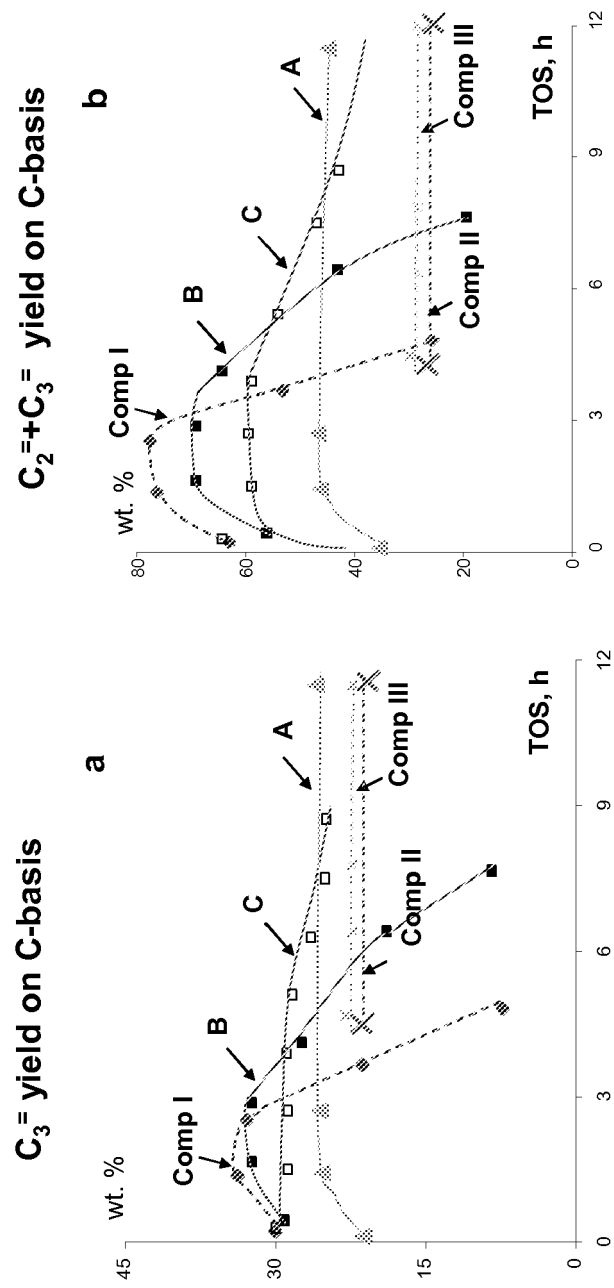 C3= yield on C-basis
a
wt. %
45
30
15
0
0
3
6
9
12
TOS, h
Comp I
B
C
A
Comp II
Comp III
C2=+C3= yield on C-basis
b
wt. %
80
60
40
20
0
0
3
6
9
12
TOS, h
Comp I
B
C
A
Comp II
Comp III